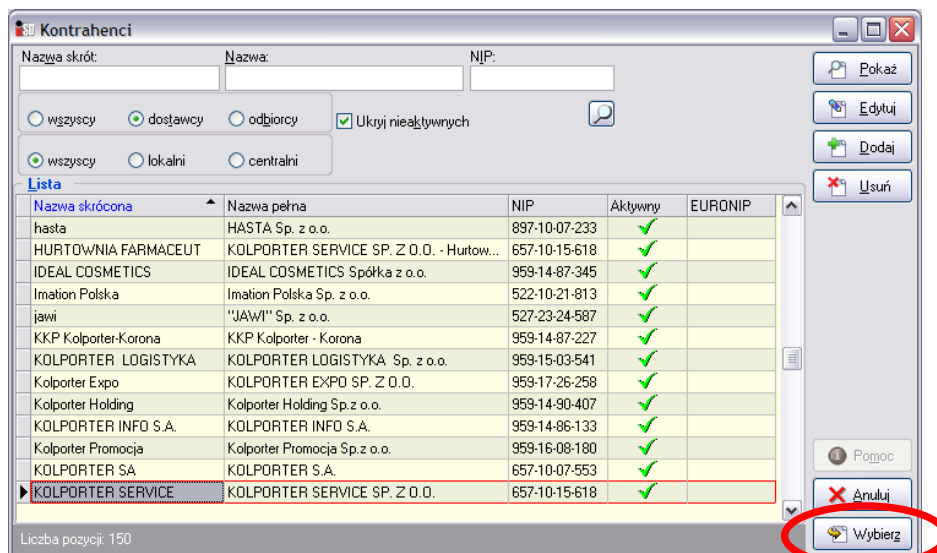 Kontrahenci
Nazwa skrót: Nazwa: NIP:
Pokaż
Edytuj
wszyscy dostawcy odbiorcy Ukryj nieaktywnych
Dodaj
wszyscy lokalni centralni
Usuń
Lista
Nazwa skrócona Nazwa pełna NIP Aktywny EURONIP
hasta HASTA Sp. z o.o. 897-10-07-233
HURTOWNIA FARMACEUT KOLPORTER SERVICE SP. Z O.O. - Hurtow... 657-10-15-618
IDEAL COSMETICS IDEAL COSMETICS Spółka z o.o. 959-14-87-345
Imation Polska Imation Polska Sp. z o.o. 522-10-21-813
jawi "JAWI" Sp. z o.o. 527-23-24-587
KKP Kolporter-Korona KKP Kolporter - Korona 959-14-87-227
KOLPORTER LOGISTYKA KOLPORTER LOGISTYKA Sp. z o.o. 959-15-03-541
Kolporter Expo KOLPORTER EXPO SP. Z O.O. 959-17-26-258
Kolporter Holding Kolporter Holding Sp.z o.o. 959-14-90-407
KOLPORTER INFO S.A. KOLPORTER INFO S.A. 959-14-86-133
Kolporter Promocja Kolporter Promocja Sp.z o.o. 959-16-08-180
Pomoc
KOLPORTER SA KOLPORTER S.A. 657-10-07-553
KOLPORTER SERVICE KOLPORTER SERVICE SP. Z O.O. 657-10-15-618
Anuluj
Liczba pozycji: 150
Wybierz